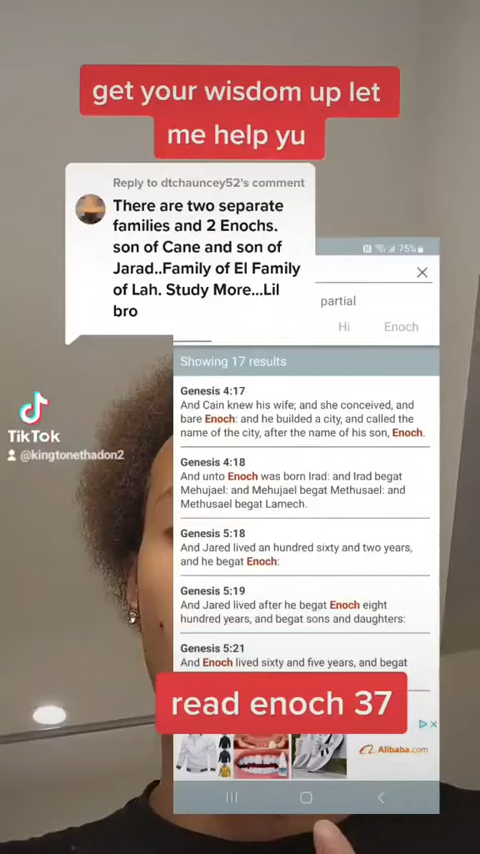 get your wisdom up let
me help yu
Reply to dtchauncey52's comment
There are two separate
families and 2 Enochs.
son of Cane and son of
Jarad..Family of El Family
of Lah. Study More...Lil
bro
75%
partial
Hi Enoch
Showing 17 results
Genesis 4:17
And Cain knew his wife; and she conceived, and
bare Enoch: and he builded a city, and called the
name of the city, after the name of his son, Enoch.
Genesis 4:18
And unto Enoch was born Irad: and Irad begat
Mehujael: and Mehujael begat Methusael: and
Methusael begat Lamech.
Genesis 5:18
And Jared lived an hundred sixty and two years,
and he begat Enoch:
Genesis 5:19
And Jared lived after he begat Enoch eight
hundred years, and begat sons and daughters:
Genesis 5:21
And Enoch lived sixty and five years, and begat
read enoch 37
Alibaba.com
TikTok
@kingtonethadon2